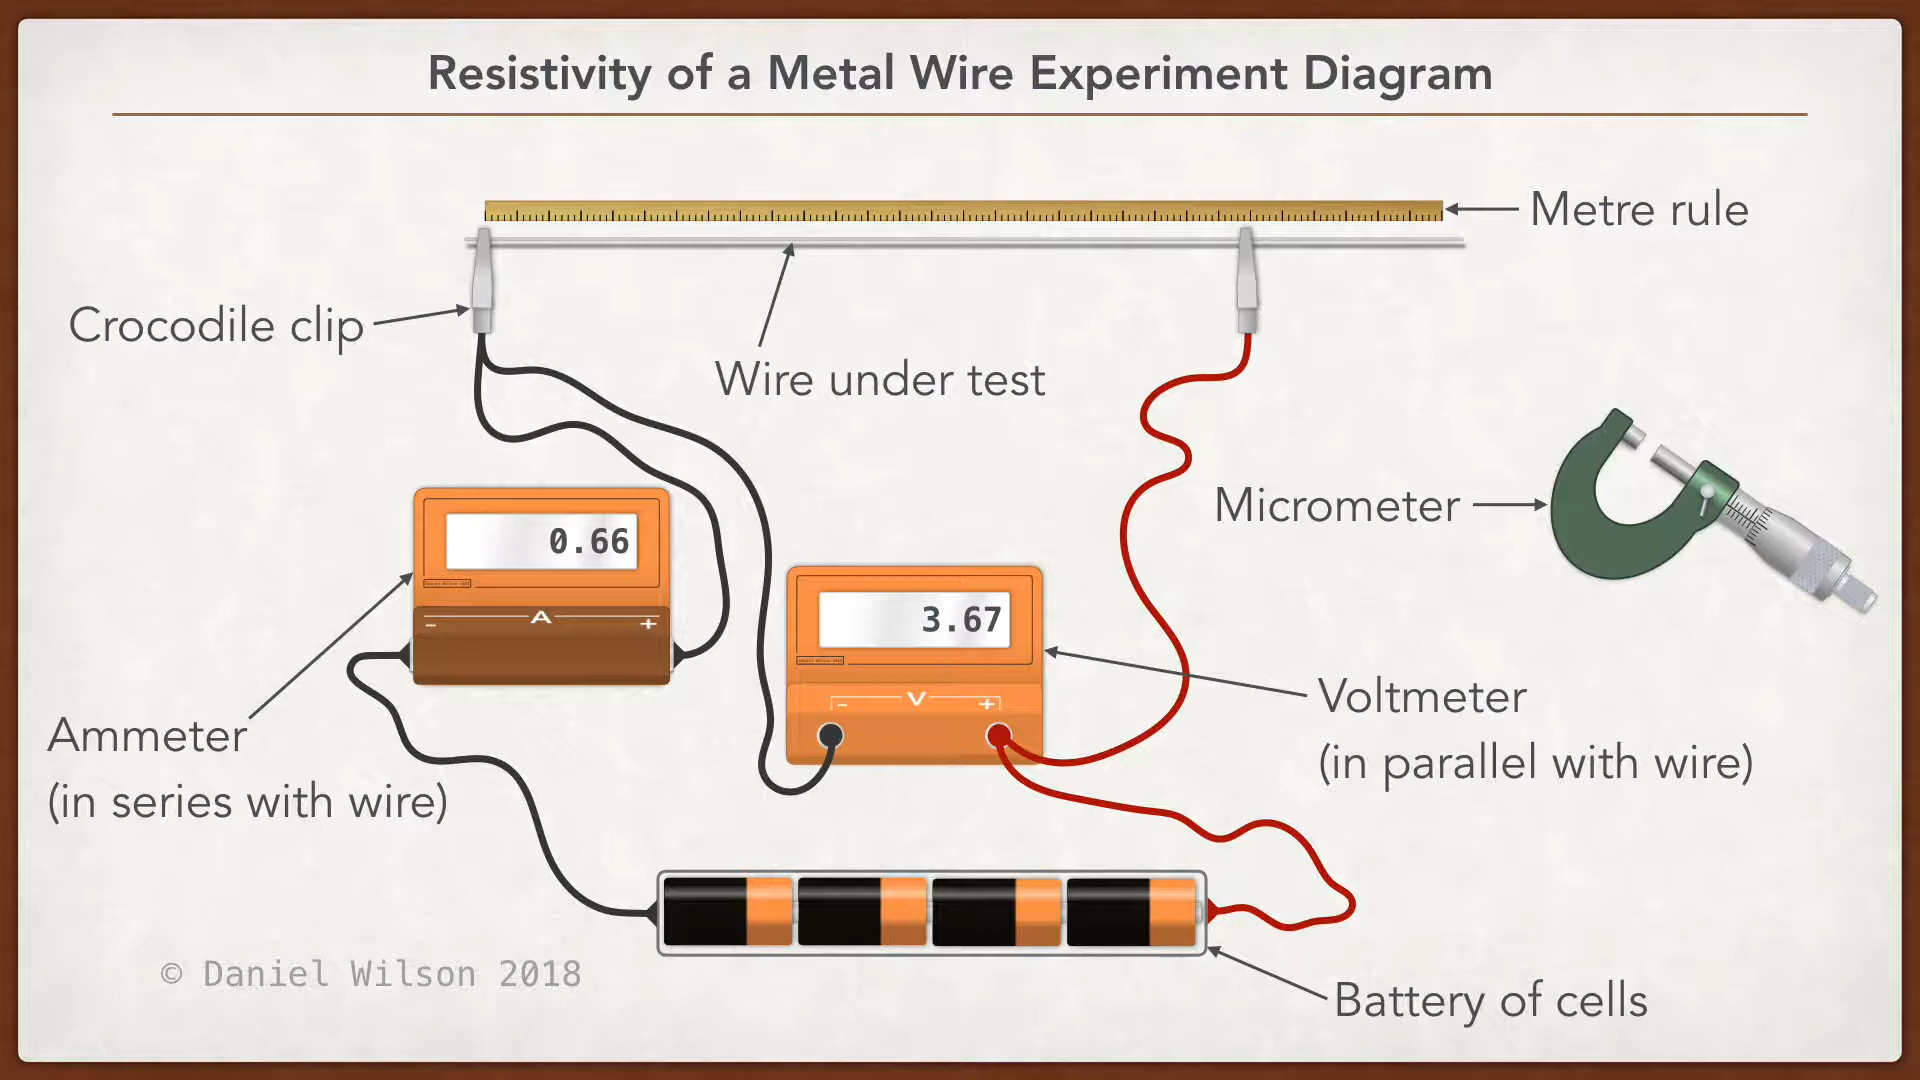 Resistivity of a Metal Wire Experiment Diagram
Metre rule
Crocodile clip
Wire under test
Micrometer
0.66
A
- +
3.67
V
- +
Ammeter
(in series with wire)
Voltmeter
(in parallel with wire)
Battery of cells
© Daniel Wilson 2018